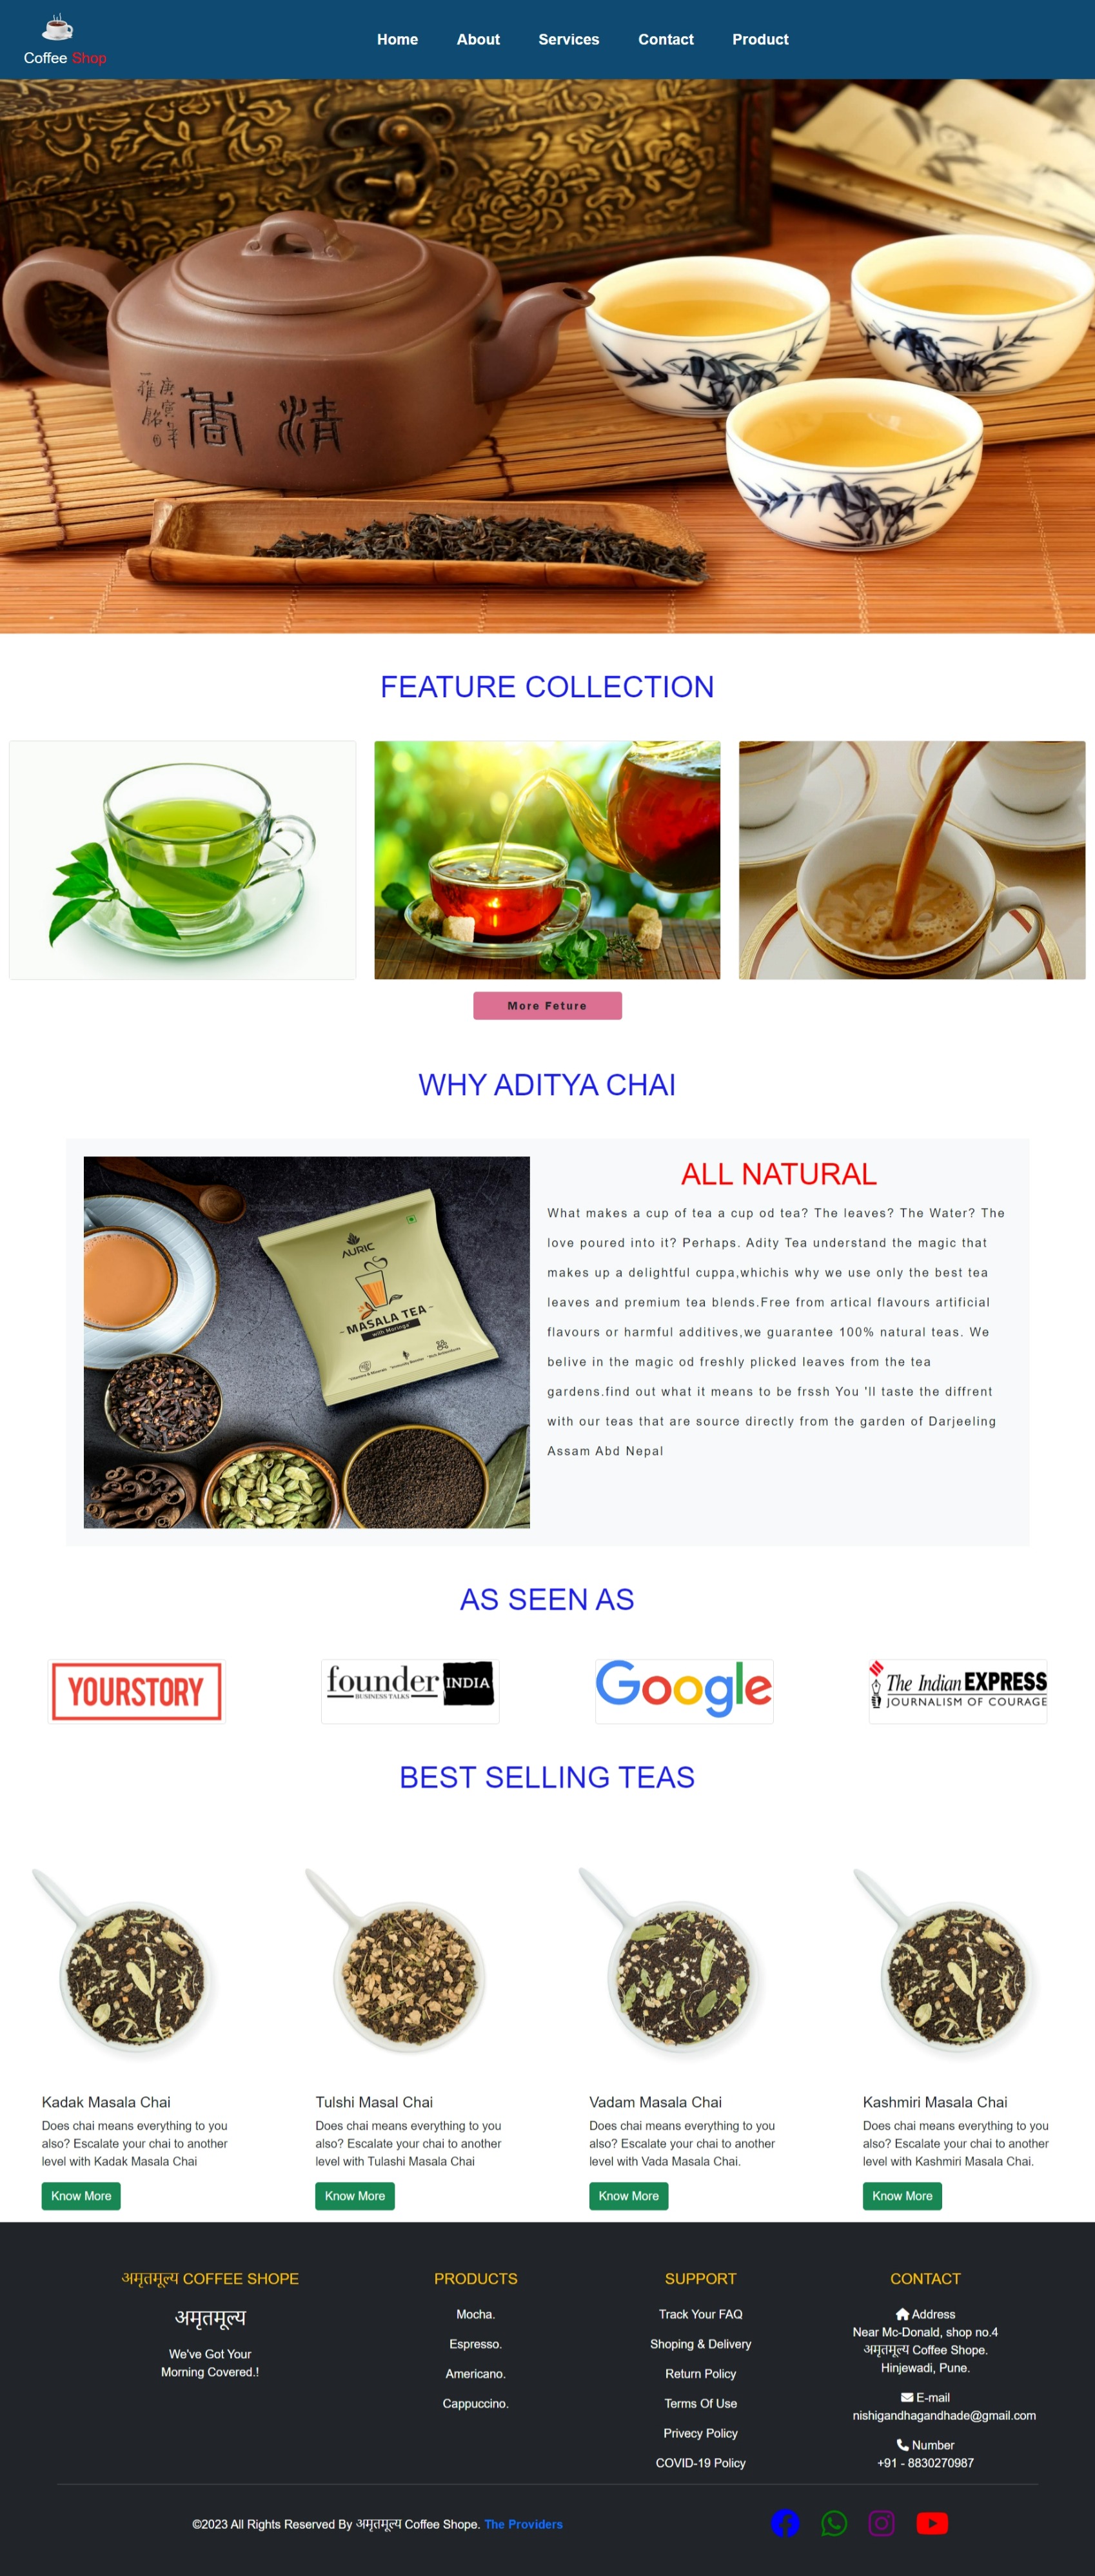 Coffee Shop
Home About Services Contact Product
清香
FEATURE COLLECTION
More Feture
WHY ADITYA CHAI
AURIC
MASALA TEA
with Moringa
ALL NATURAL
What makes a cup of tea a cup od tea? The leaves? The Water? The
love poured into it? Perhaps. Adity Tea understand the magic that
makes up a delightful cuppa,whichis why we use only the best tea
leaves and premium tea blends.Free from artical flavours artificial
flavours or harmful additives,we guarantee 100% natural teas. We
belive in the magic od freshly plicked leaves from the tea
gardens.find out what it means to be frssh You 'll taste the diffrent
with our teas that are source directly from the garden of Darjeeling
Assam Abd Nepal
AS SEEN AS
YOURSTORY
founder INDIA
BUSINESS TALKS
Google
The Indian EXPRESS
JOURNALISM OF COURAGE
BEST SELLING TEAS
Kadak Masala Chai
Does chai means everything to you
also? Escalate your chai to another
level with Kadak Masala Chai
Know More
Tulshi Masal Chai
Does chai means everything to you
also? Escalate your chai to another
level with Tulashi Masala Chai
Know More
Vadam Masala Chai
Does chai means everything to you
also? Escalate your chai to another
level with Vada Masala Chai.
Know More
Kashmiri Masala Chai
Does chai means everything to you
also? Escalate your chai to another
level with Kashmiri Masala Chai.
Know More
अमृतमूल्य COFFEE SHOPE
अमृतमूल्य
We've Got Your
Morning Covered.!
PRODUCTS
Mocha.
Espresso.
Americano.
Cappuccino.
SUPPORT
Track Your FAQ
Shoping & Delivery
Return Policy
Terms Of Use
Privecy Policy
COVID-19 Policy
CONTACT
Address
Near Mc-Donald, shop no.4
अमृतमूल्य Coffee Shope.
Hinjewadi, Pune.
E-mail
nishigandhagandhade@gmail.com
Number
+91 - 8830270987
©2023 All Rights Reserved By अमृतमूल्य Coffee Shope. The Providers